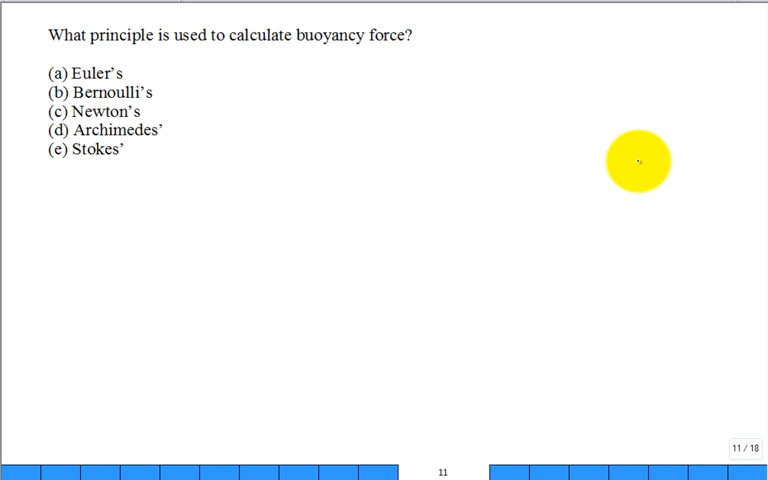 What principle is used to calculate buoyancy force?
(a) Euler’s
(b) Bernoulli’s
(c) Newton’s
(d) Archimedes’
(e) Stokes’
11 / 18
11